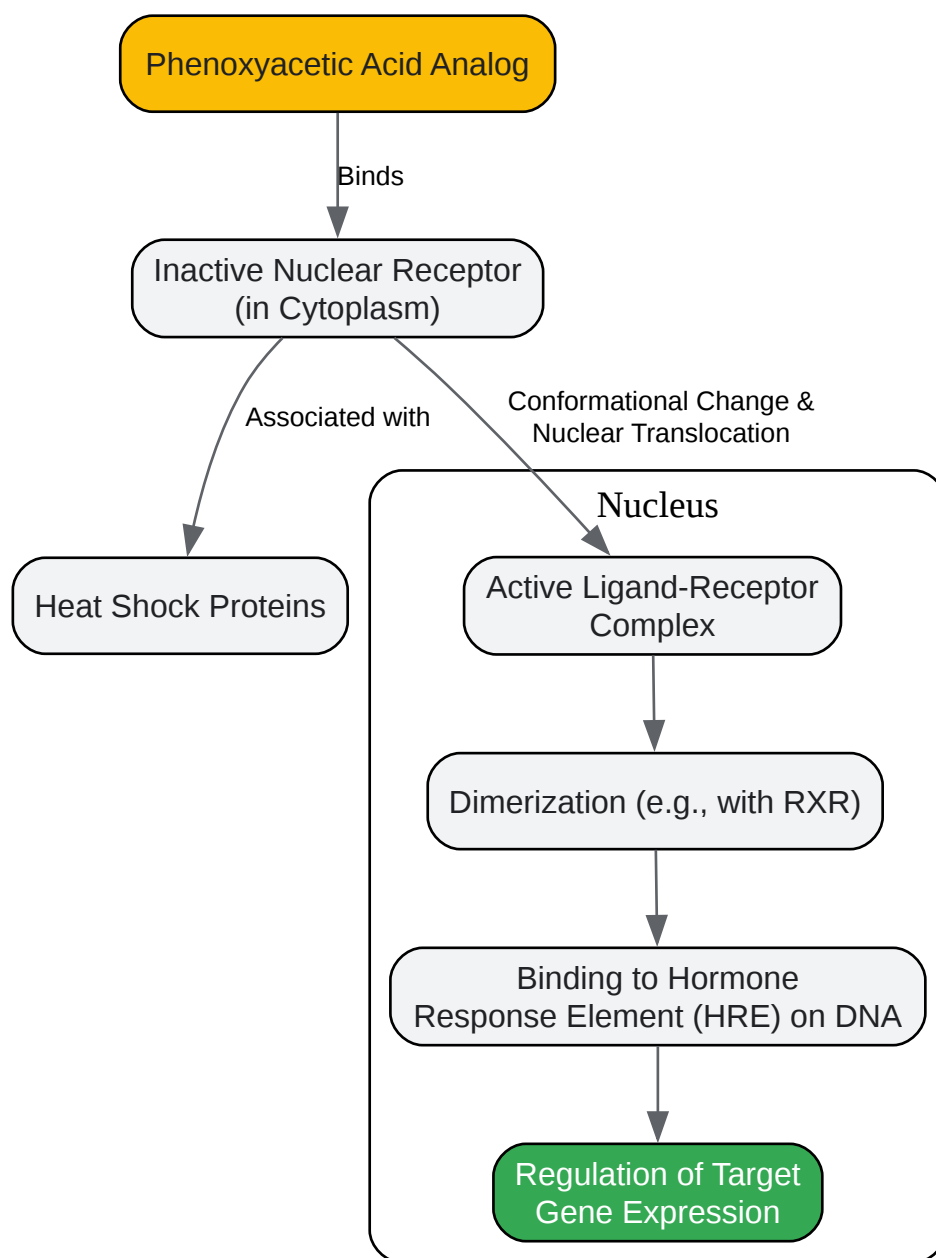 Phenoxyacetic Acid Analog
Binds
Inactive Nuclear Receptor
(in Cytoplasm)
Associated with
Conformational Change &
Nuclear Translocation
Nucleus
Heat Shock Proteins
Active Ligand-Receptor
Complex
Dimerization (e.g., with RXR)
Binding to Hormone
Response Element (HRE) on DNA
Regulation of Target
Gene Expression